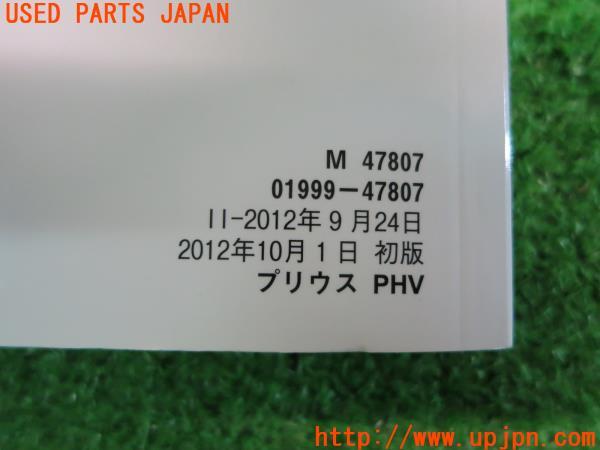 USED PARTS JAPAN
M 47807
01999-47807
II-2012年9月24日
2012年10月1日 初版
プリウス PHV
http://www.upjpn.com/